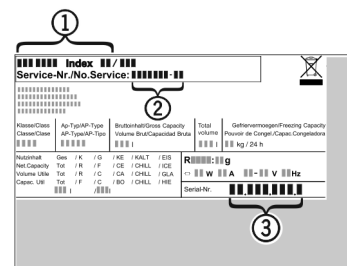 1
Index /
Service-Nr./No.Service: -
2
Klasse/Class Ap-Typ/AP-Type Bruttoinhalt/Gross Capacity Total Gefriervermoegen/Freezing Capacity
Classe/Clase AP-Type/AP-Tipo Volume Brut/Capacidad Bruta volume Pouvoir de Congel./Capac.Congeladora
l l kg / 24 h
Nutzinhalt Ges / K / G / KE / KALT / EIS
Net.Capacity Tot / R / F / CE / CHILL / ICE
Volume Utile Tot / R / C / CA / CHILL / GLA
Capac. Util Tot / F / C / BO / CHILL / HIE
l / l
R : g
W A - V Hz
Serial-Nr. . . .
3